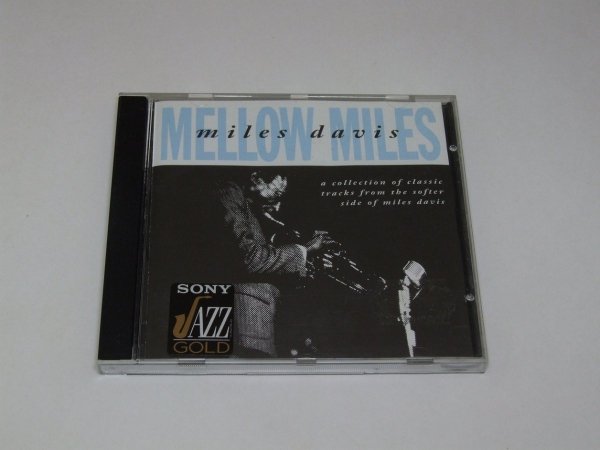 MELLOW MILES
miles davis
a collection of classic
tracks from the softer
side of miles davis
SONY
JAZZ
GOLD